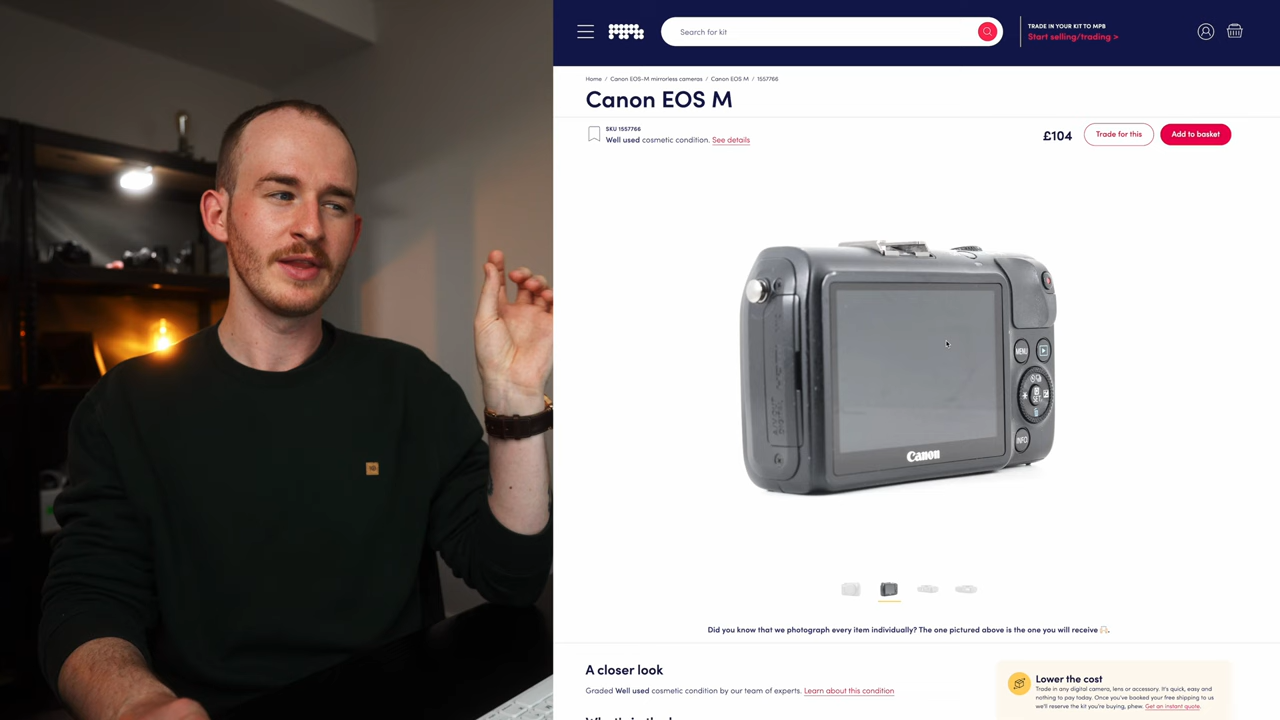 mpb
Search for kit
TRADE IN YOUR KIT TO MPB
Start selling/trading >
Home / Canon EOS-M mirrorless cameras / Canon EOS M / 1557766
Canon EOS M
SKU 1557766
Well used cosmetic condition. See details
£104
Trade for this
Add to basket
MENU
INFO
Canon
Did you know that we photograph every item individually? The one pictured above is the one you will receive
A closer look
Graded Well used cosmetic condition by our team of experts. Learn about this condition
Lower the cost
Trade in any digital camera, lens or accessory. It's quick, easy and
nothing to pay today. Once you've booked your free shipping to us
we'll reserve the kit you're buying, phew. Get an instant quote.